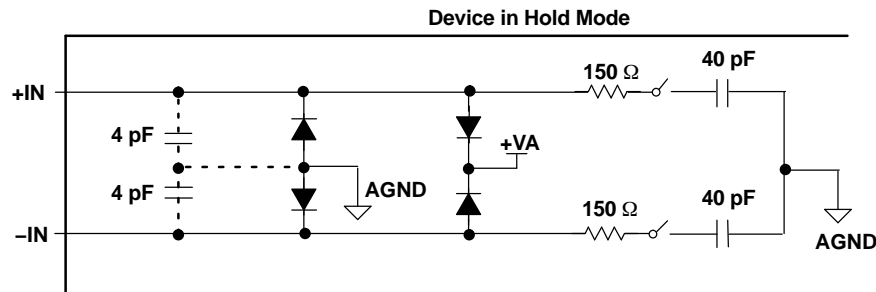 Device in Hold Mode
150 Ω
40 pF
+IN
4 pF
+VA
4 pF
AGND
150 Ω
40 pF
−IN
AGND